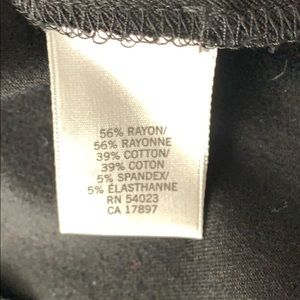 56% RAYON/
56% RAYONNE
39% COTTON/
39% COTON
5% SPANDEX/
5% ÉLASTHANNE
RN 54023
CA 17897